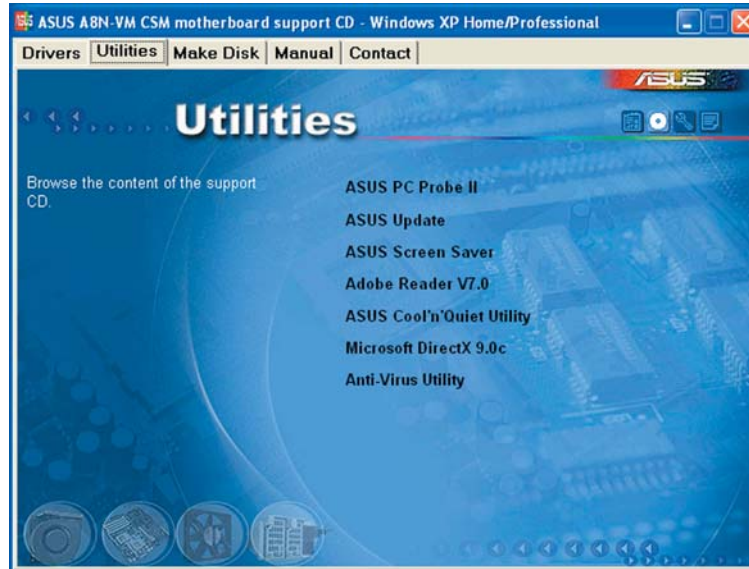 ASUS A8N-VM CSM motherboard support CD - Windows XP Home/Professional
Drivers Utilities Make Disk Manual Contact
ASUS
Utilities
Browse the content of the support
CD.
ASUS PC Probe II
ASUS Update
ASUS Screen Saver
Adobe Reader V7.0
ASUS Cool'n'Quiet Utility
Microsoft DirectX 9.0c
Anti-Virus Utility